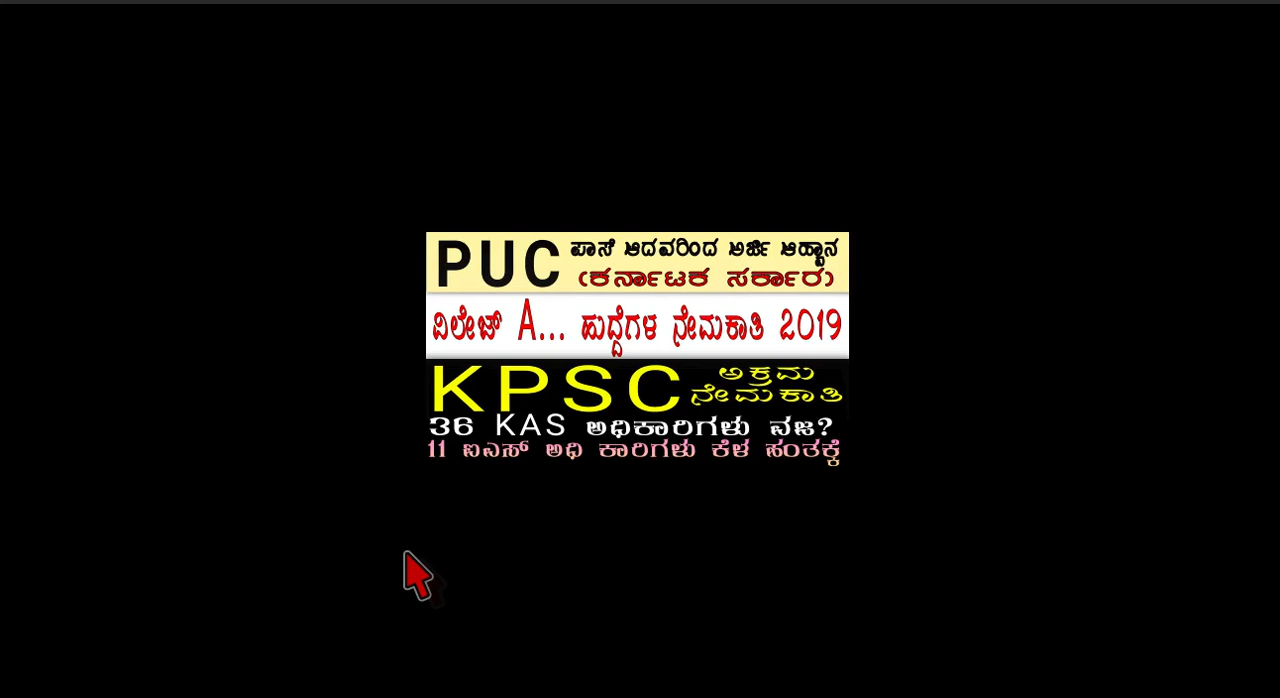 PUC ಪಾಸೆ ಆದವರಿಂದ ಅರ್ಜಿ ಆಹ್ವಾನ
(ಕರ್ನಾಟಕ ಸರ್ಕಾರ)
ವಿಲೇಜ್ A... ಹುದ್ದೆಗಳ ನೇಮಕಾತಿ 2019
KPSC ಅಕ್ರಮ
ನೇಮಕಾತಿ
36 KAS ಅಧಿಕಾರಿಗಳು ವಜ?
11 ಐಎಸ್ ಅಧಿ ಕಾರಿಗಳು ಕೆಳ ಹಂತಕ್ಕೆ